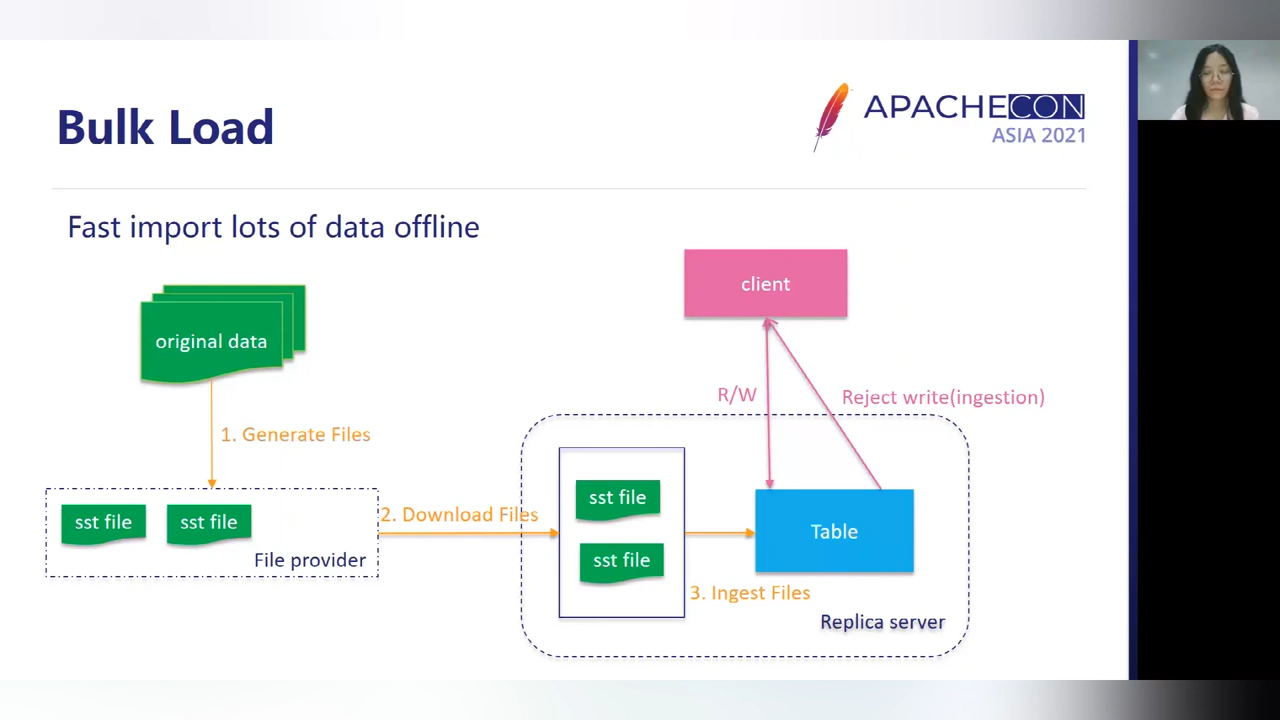 Bulk Load
APACHECON
ASIA 2021
Fast import lots of data offline
client
original data
R/W
Reject write(ingestion)
1. Generate Files
sst file
sst file
File provider
2. Download Files
sst file
sst file
Table
3. Ingest Files
Replica server